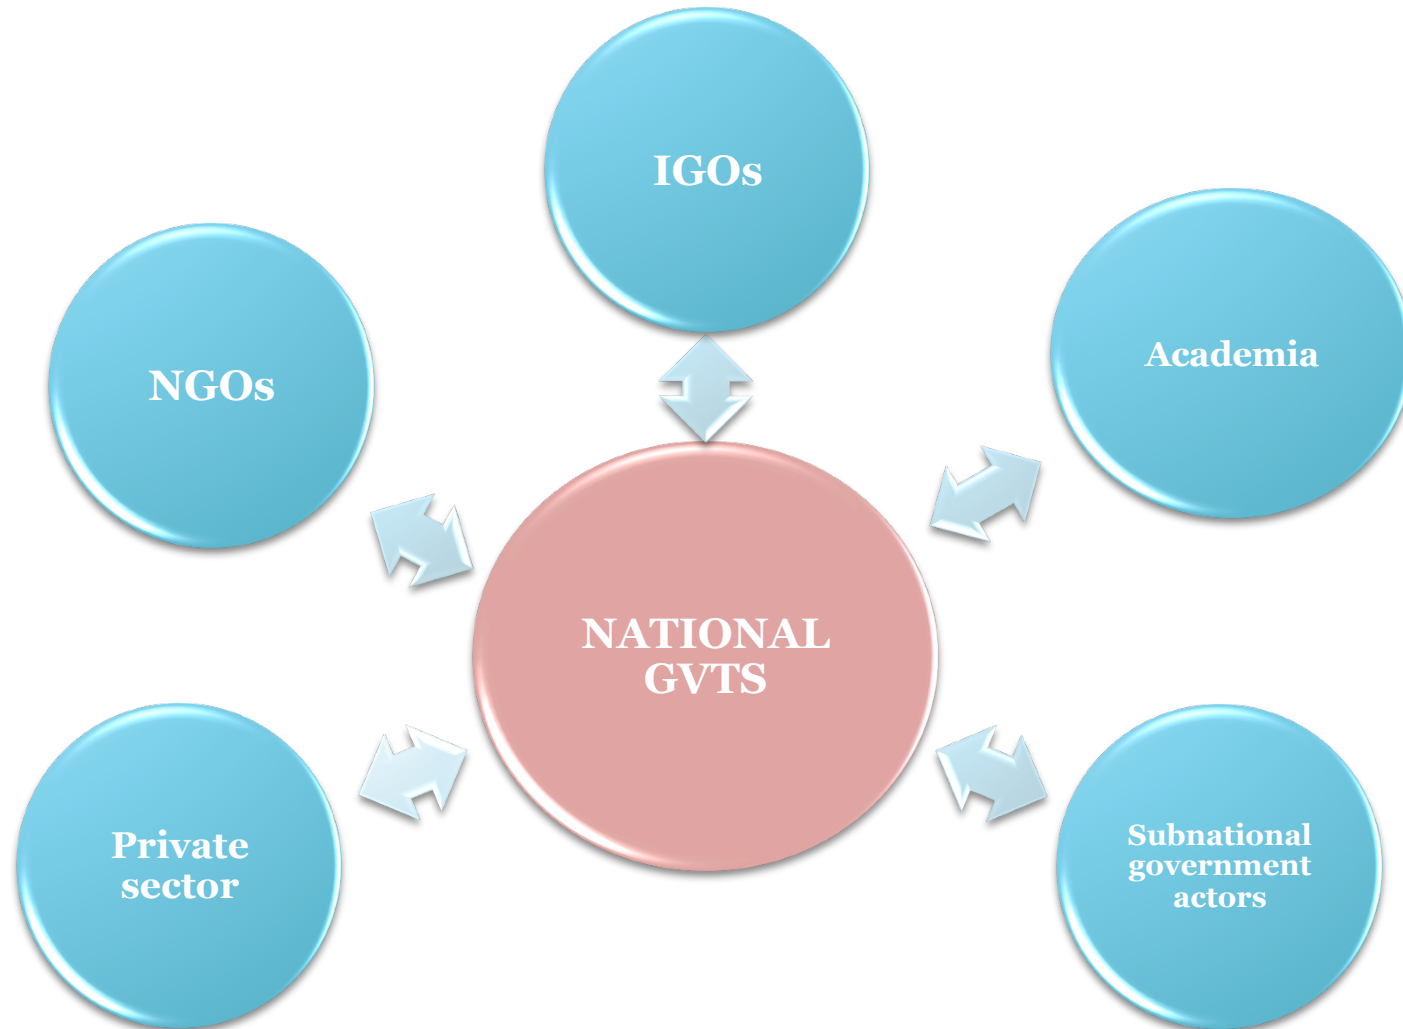 IGOs
NGOs
Academia
NATIONAL
GVTS
Private
sector
Subnational
government
actors